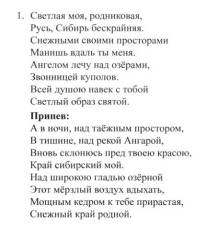 1. Светлая моя, родниковая,
Русь, Сибирь бескрайняя.
Снежными своими просторами
Манишь вдаль ты меня.
Ангелом лечу над озёрами,
Звонницей куполов.
Всей душою навек с тобой
Светлый образ святой.
Припев:
А в ночи, над таёжным простором,
В тишине, над рекой Ангарой,
Вновь склонюсь пред твоею красою,
Край сибирский мой.
Над широкою гладью озёрной
Этот мёрзлый воздух вдыхать,
Мощным кедром к тебе прирастая,
Снежный край родной.